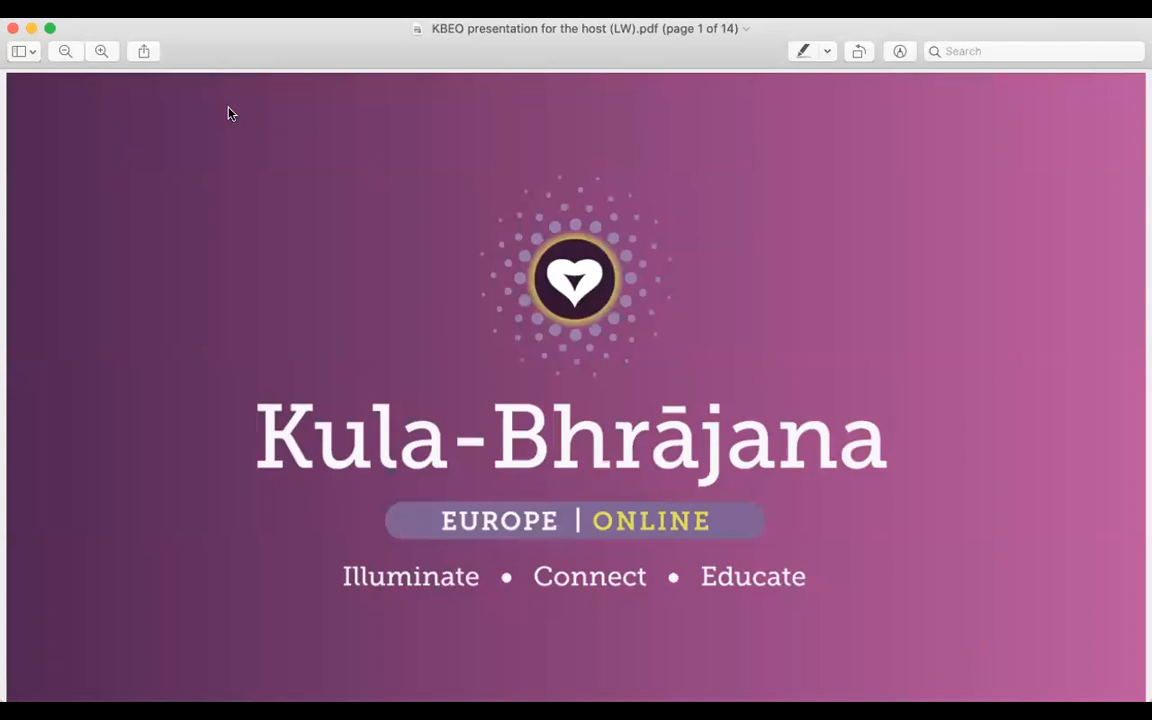 KBEO presentation for the host (LW).pdf (page 1 of 14)
Search
Kula-Bhrājana
EUROPE | ONLINE
Illuminate • Connect • Educate